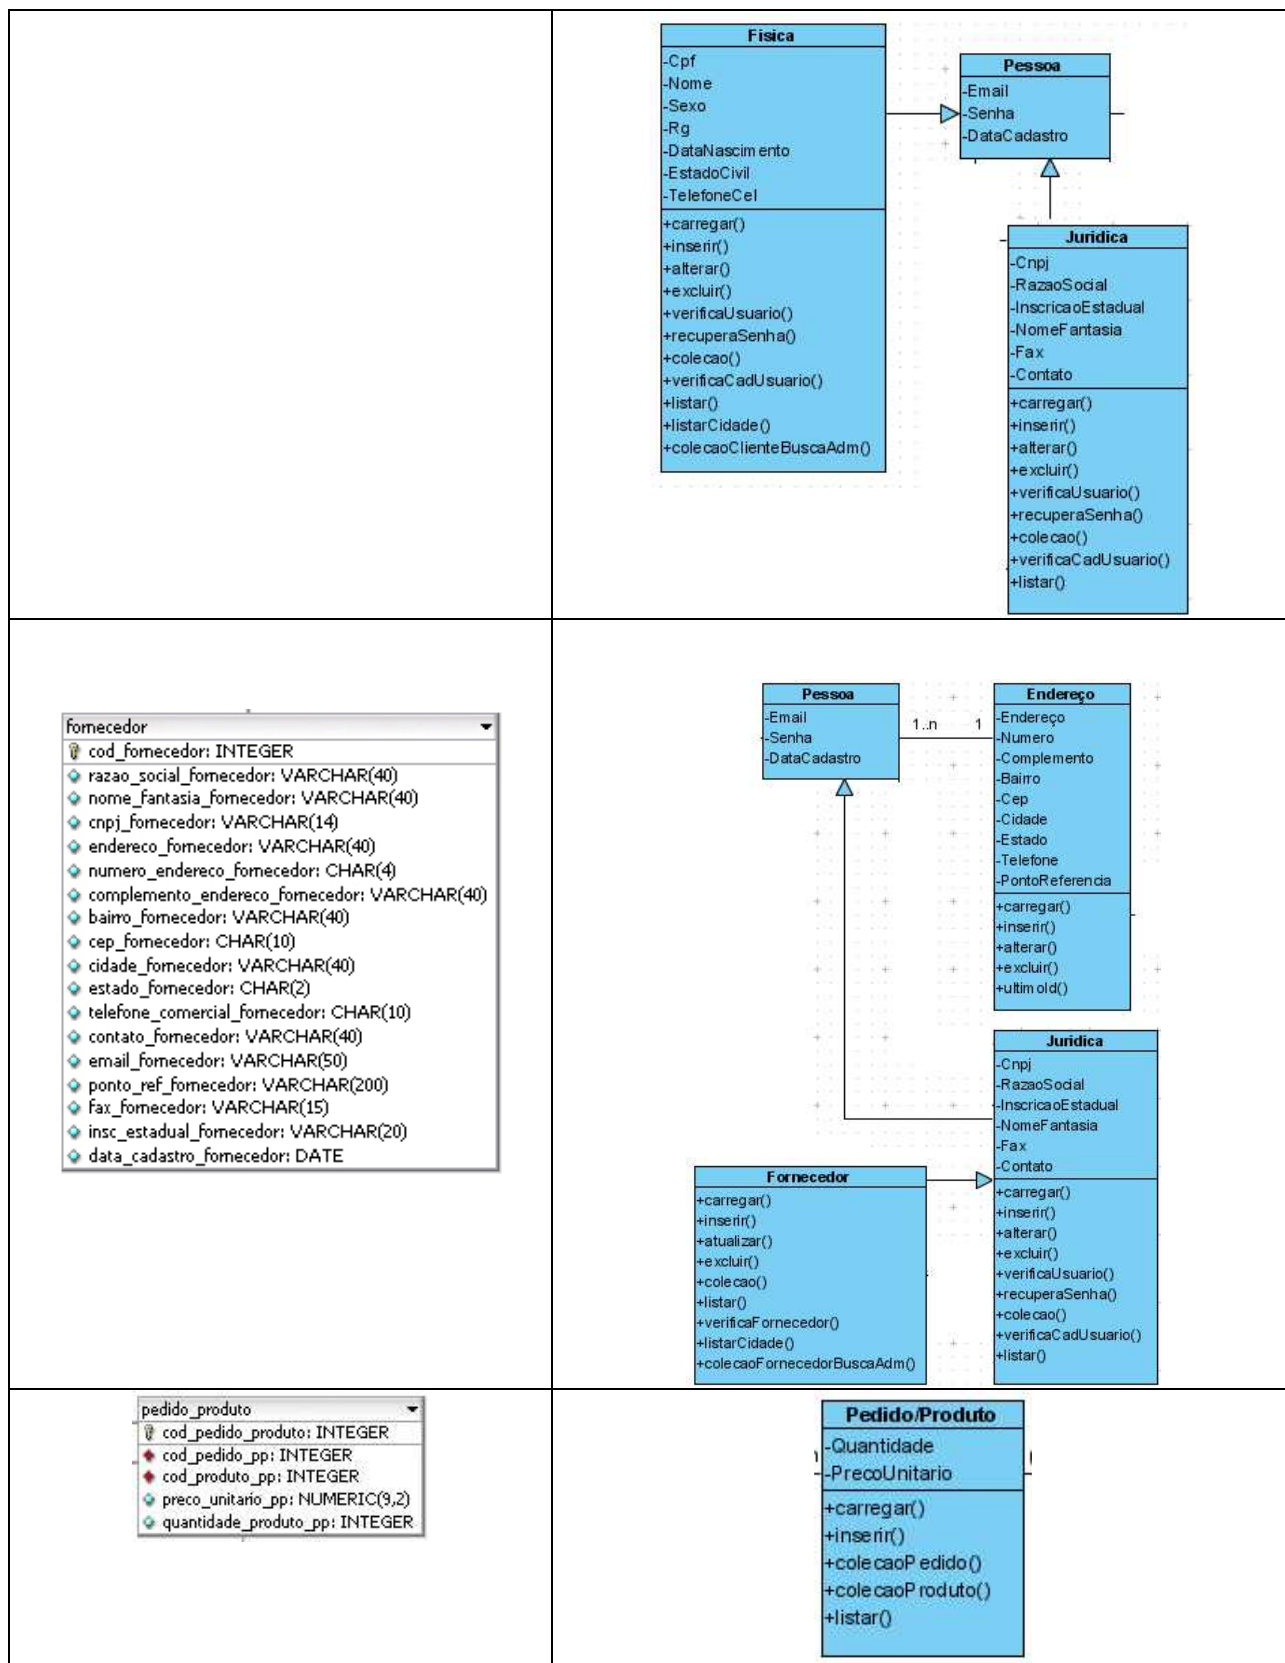 Fisica
-Cpf
-Nome
-Sexo
-Rg
-DataNascimento
-EstadoCivil
-TelefoneCel
+carregar()
+inserir()
+alterar()
+excluir()
+verificaUsuario()
+recuperaSenha()
+colecao()
+verificaCadUsuario()
+listar()
+listarCidade()
+colecaoClienteBuscaAdm()
Pessoa
-Email
-Senha
-DataCadastro
Juridica
-Cnpj
-RazaoSocial
-InscricaoEstadual
-NomeFantasia
-Fax
-Contato
+carregar()
+inserir()
+alterar()
+excluir()
+verificaUsuario()
+recuperaSenha()
+colecao()
+verificaCadUsuario()
+listar()
fornecedor
cod_fornecedor: INTEGER
razao_social_fornecedor: VARCHAR(40)
nome_fantasia_fornecedor: VARCHAR(40)
cnpj_fornecedor: VARCHAR(14)
endereco_fornecedor: VARCHAR(40)
numero_endereco_fornecedor: CHAR(4)
complemento_endereco_fornecedor: VARCHAR(40)
bairro_fornecedor: VARCHAR(40)
cep_fornecedor: CHAR(10)
cidade_fornecedor: VARCHAR(40)
estado_fornecedor: CHAR(2)
telefone_comercial_fornecedor: CHAR(10)
contato_fornecedor: VARCHAR(40)
email_fornecedor: VARCHAR(50)
ponto_ref_fornecedor: VARCHAR(200)
fax_fornecedor: VARCHAR(15)
insc_estadual_fornecedor: VARCHAR(20)
data_cadastro_fornecedor: DATE
Pessoa
-Email
-Senha
-DataCadastro
1..n 1
Endereço
-Endereço
-Numero
-Complemento
-Bairro
-Cep
-Cidade
-Estado
-Telefone
-PontoReferencia
+carregar()
+inserir()
+alterar()
+excluir()
+ultimoId()
Juridica
-Cnpj
-RazaoSocial
-InscricaoEstadual
-NomeFantasia
-Fax
-Contato
+carregar()
+inserir()
+alterar()
+excluir()
+verificaUsuario()
+recuperaSenha()
+colecao()
+verificaCadUsuario()
+listar()
Fornecedor
+carregar()
+inserir()
+atualizar()
+excluir()
+colecao()
+listar()
+verificaFornecedor()
+listarCidade()
+colecaoFornecedorBuscaAdm()
pedido_produto
cod_pedido_produto: INTEGER
cod_pedido_pp: INTEGER
cod_produto_pp: INTEGER
preco_unitario_pp: NUMERIC(9,2)
quantidade_produto_pp: INTEGER
Pedido/Produto
-Quantidade
-PrecoUnitario
+carregar()
+inserir()
+colecaoPedido()
+colecaoProduto()
+listar()